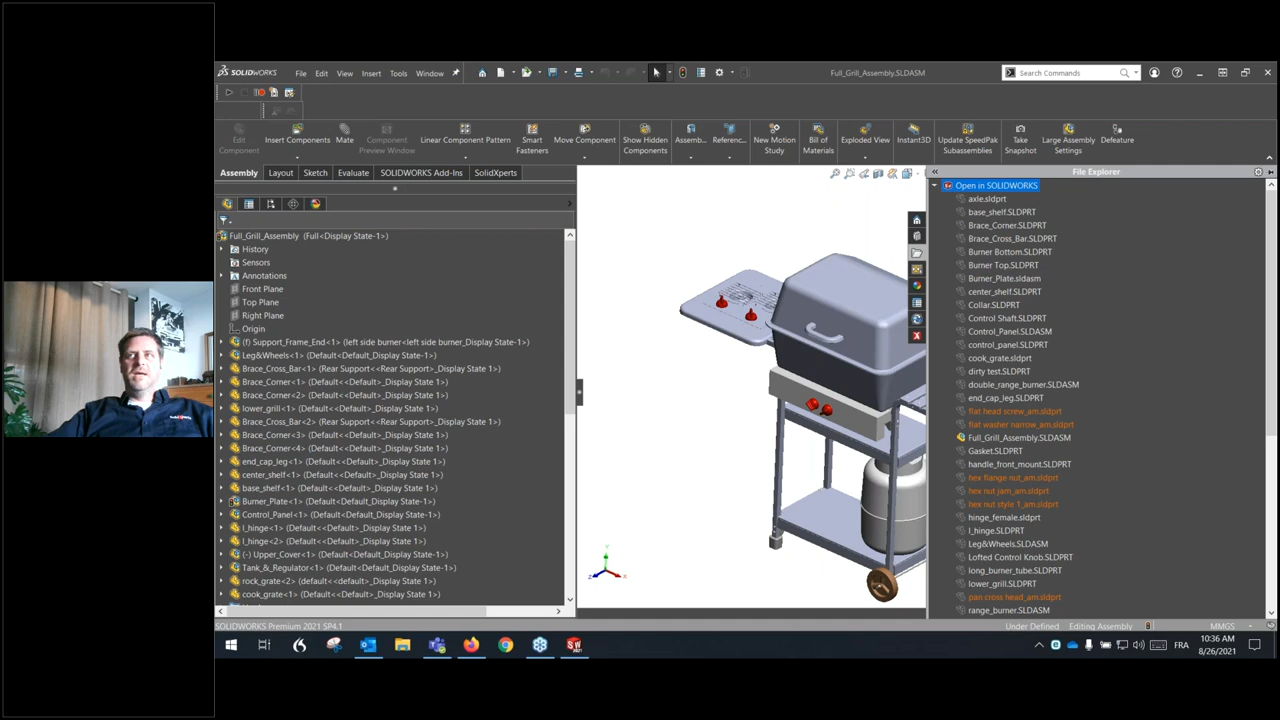 SOLIDWORKS File Edit View Insert Tools Window Full_Grill_Assembly.SLDASM Search Commands
Edit Component
Insert Components
Mate
Component Preview Window
Linear Component Pattern
Smart Fasteners
Move Component
Show Hidden Components
Assemb...
Referenc...
New Motion Study
Bill of Materials
Exploded View
Instant3D
Update SpeedPak Subassemblies
Take Snapshot
Large Assembly Settings
Defeature
Assembly Layout Sketch Evaluate SOLIDWORKS Add-Ins SolidXperts
Full_Grill_Assembly (Full<Display State-1>)
History
Sensors
Annotations
Front Plane
Top Plane
Right Plane
Origin
(f) Support_Frame_End<1> (left side burner<left side burner_Display State-1>)
Leg&Wheels<1> (Default<Default_Display State-1>)
Brace_Cross_Bar<1> (Rear Support<<Rear Support>_Display State 1>)
Brace_Corner<1> (Default<<Default>_Display State 1>)
Brace_Corner<2> (Default<<Default>_Display State 1>)
lower_grill<1> (Default<<Default>_Display State 1>)
Brace_Cross_Bar<2> (Rear Support<<Rear Support>_Display State 1>)
Brace_Corner<3> (Default<<Default>_Display State 1>)
Brace_Corner<4> (Default<<Default>_Display State 1>)
end_cap_leg<1> (Default<<Default>_Display State 1>)
center_shelf<1> (Default<<Default>_Display State 1>)
base_shelf<1> (Default<<Default>_Display State 1>)
Burner_Plate<1> (Default<Default_Display State-1>)
Control_Panel<1> (Default<Default_Display State-1>)
l_hinge<1> (Default<<Default>_Display State 1>)
l_hinge<2> (Default<<Default>_Display State 1>)
(-) Upper_Cover<1> (Default<Default_Display State-1>)
Tank_&_Regulator<1> (Default<Default_Display State-1>)
rock_grate<2> (default<<default>_Display State 1>)
cook_grate<1> (Default<<Default>_Display State 1>)
File Explorer
Open in SOLIDWORKS
axle.sldprt
base_shelf.SLDPRT
Brace_Corner.SLDPRT
Brace_Cross_Bar.SLDPRT
Burner Bottom.SLDPRT
Burner Top.SLDPRT
Burner_Plate.sldasm
center_shelf.SLDPRT
Collar.SLDPRT
Control Shaft.SLDPRT
Control_Panel.SLDASM
control_panel.SLDPRT
cook_grate.sldprt
dirty test.SLDPRT
double_range_burner.SLDASM
end_cap_leg.SLDPRT
flat head screw_am.sldprt
flat washer narrow_am.sldprt
Full_Grill_Assembly.SLDASM
Gasket.SLDPRT
handle_front_mount.SLDPRT
hex flange nut_am.sldprt
hex nut jam_am.sldprt
hex nut style 1_am.sldprt
hinge_female.sldprt
l_hinge.SLDPRT
Leg&Wheels.SLDASM
Lofted Control Knob.SLDPRT
long_burner_tube.SLDPRT
lower_grill.SLDPRT
pan cross head_am.sldprt
range_burner.SLDASM
SOLIDWORKS Premium 2021 SP4.1 Under Defined Editing Assembly MMGS
FRA
10:36 AM
8/26/2021